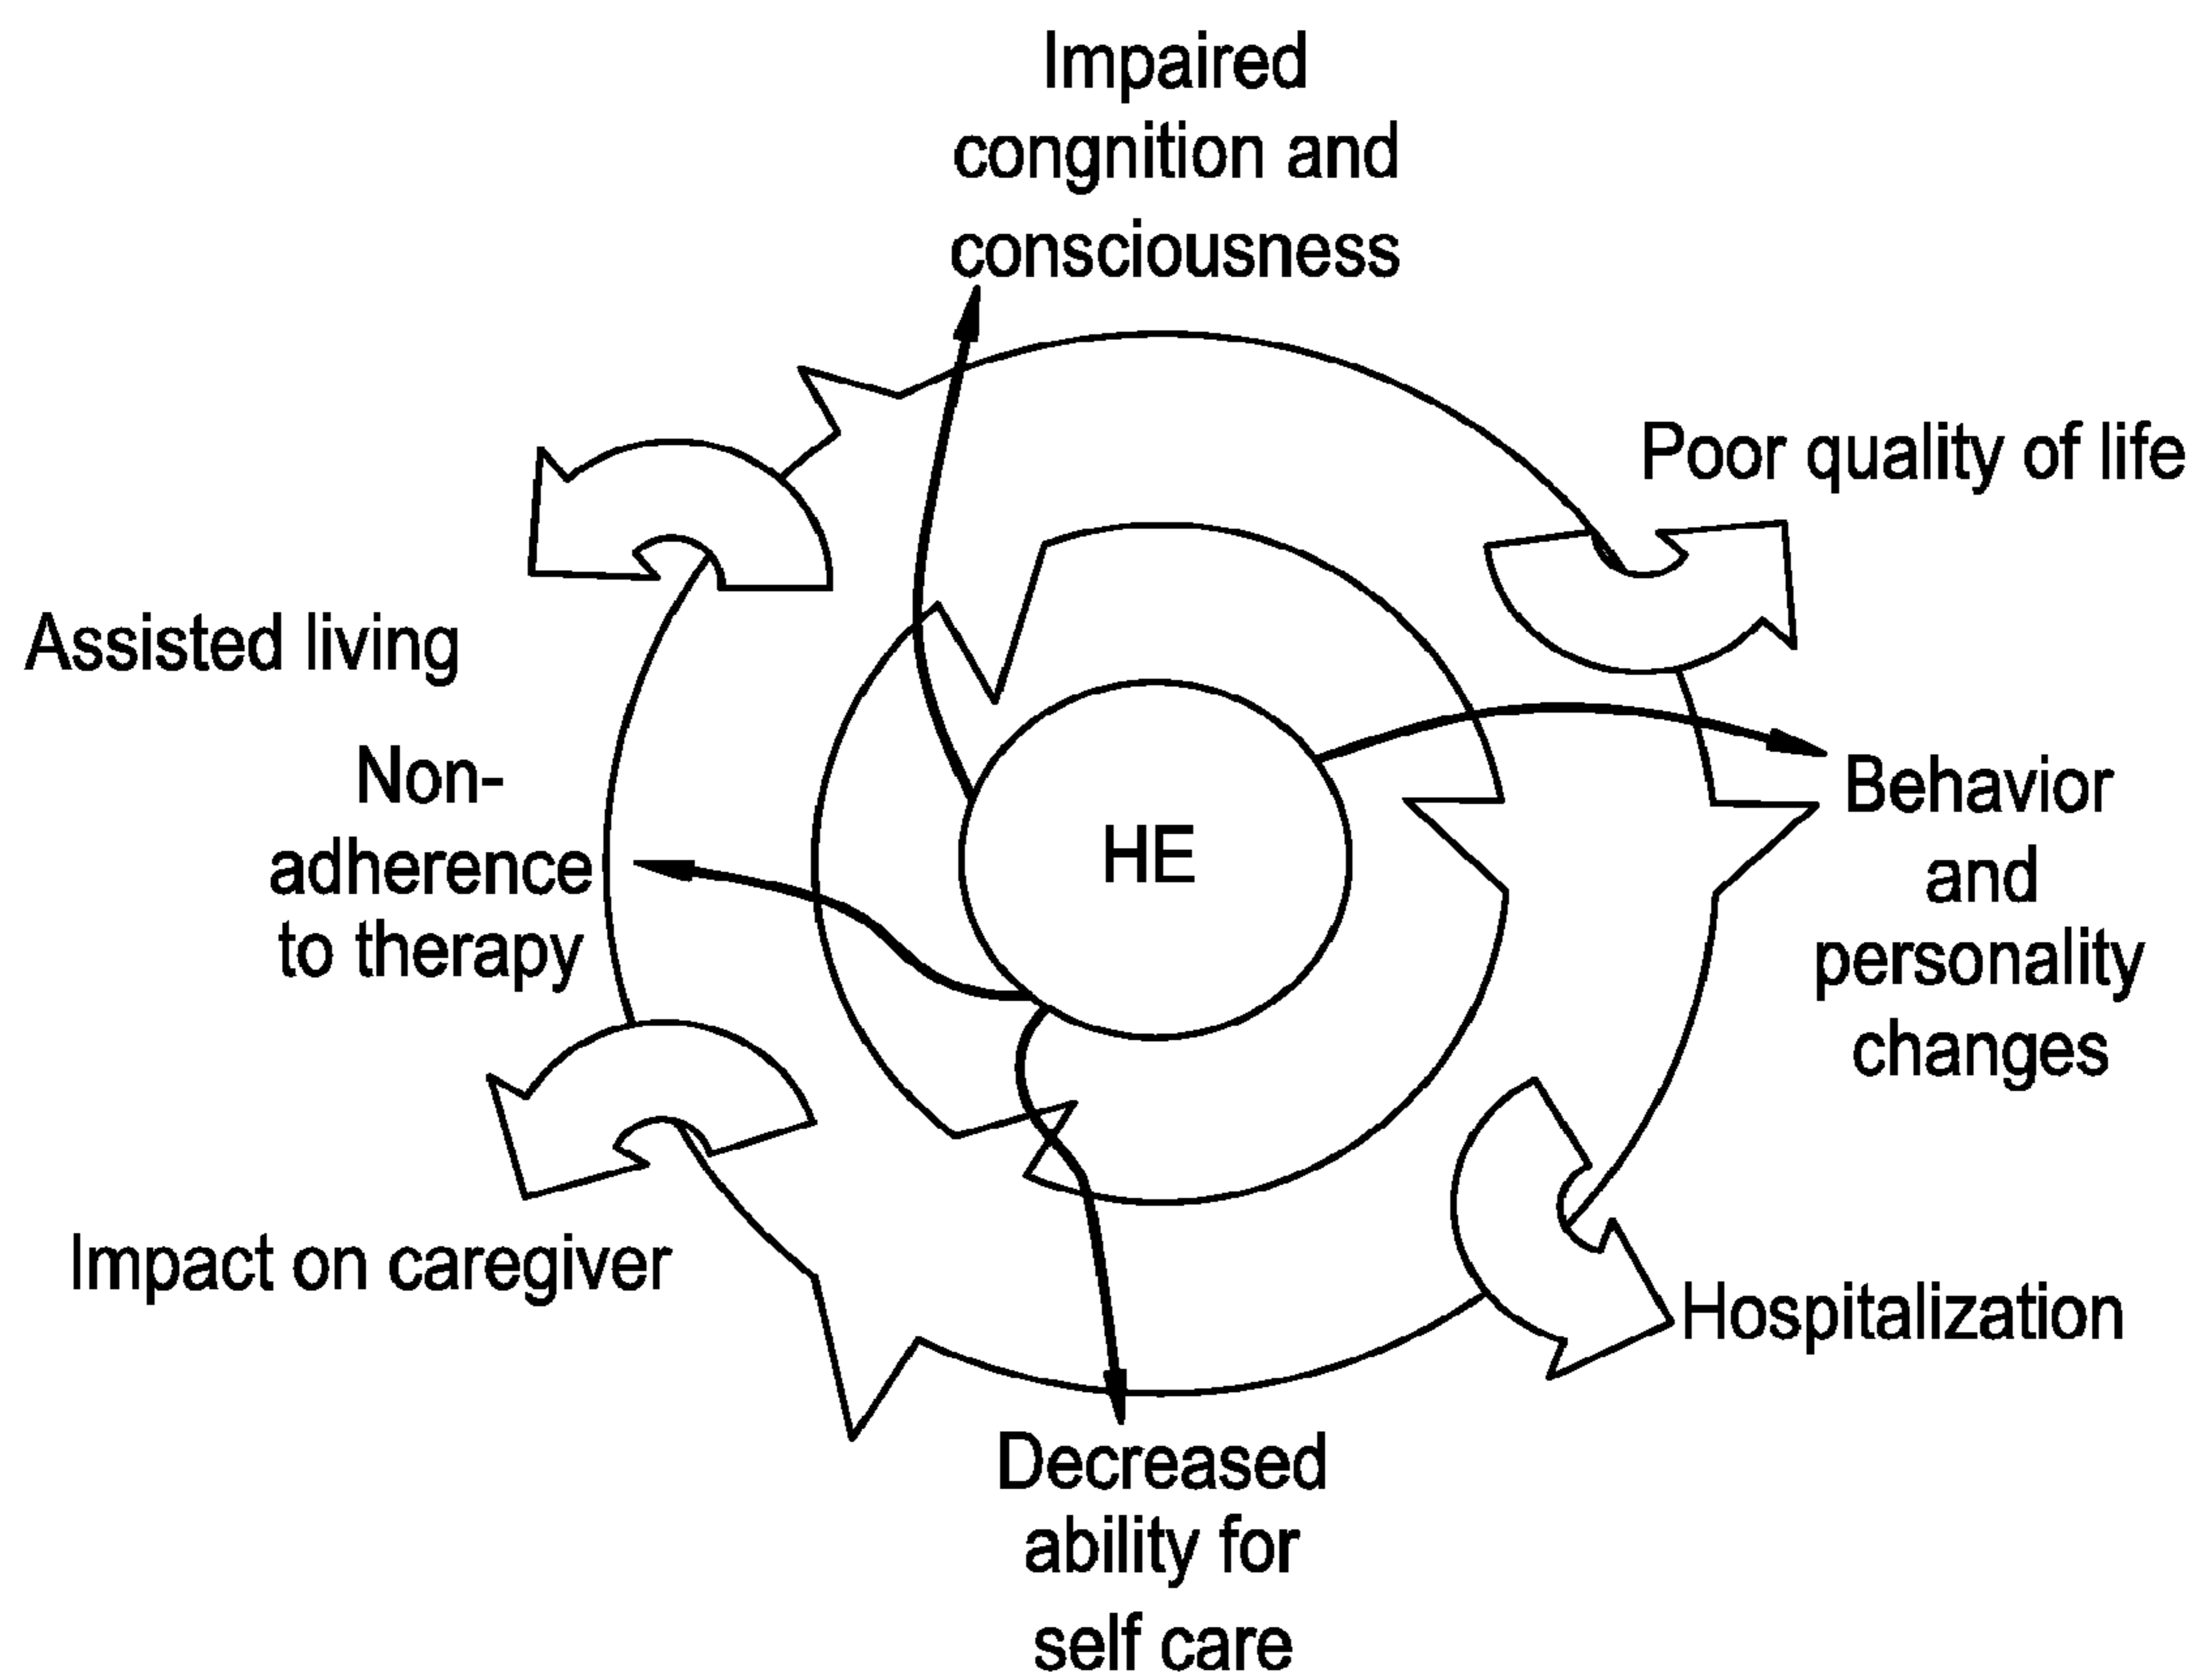 Impaired
congnition and
consciousness
Poor quality of life
Assisted living
Non-
adherence
to therapy
HE
Behavior
and
personality
changes
Impact on caregiver
Hospitalization
Decreased
ability for
self care